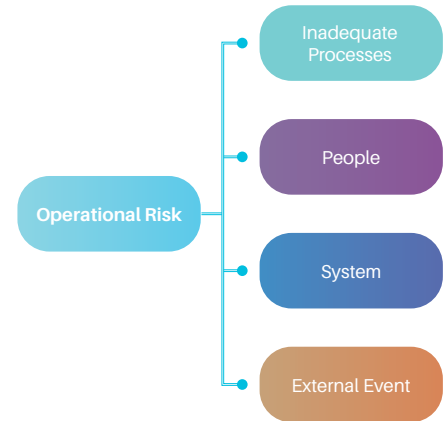 Inadequate
Processes
People
Operational Risk
System
External Event